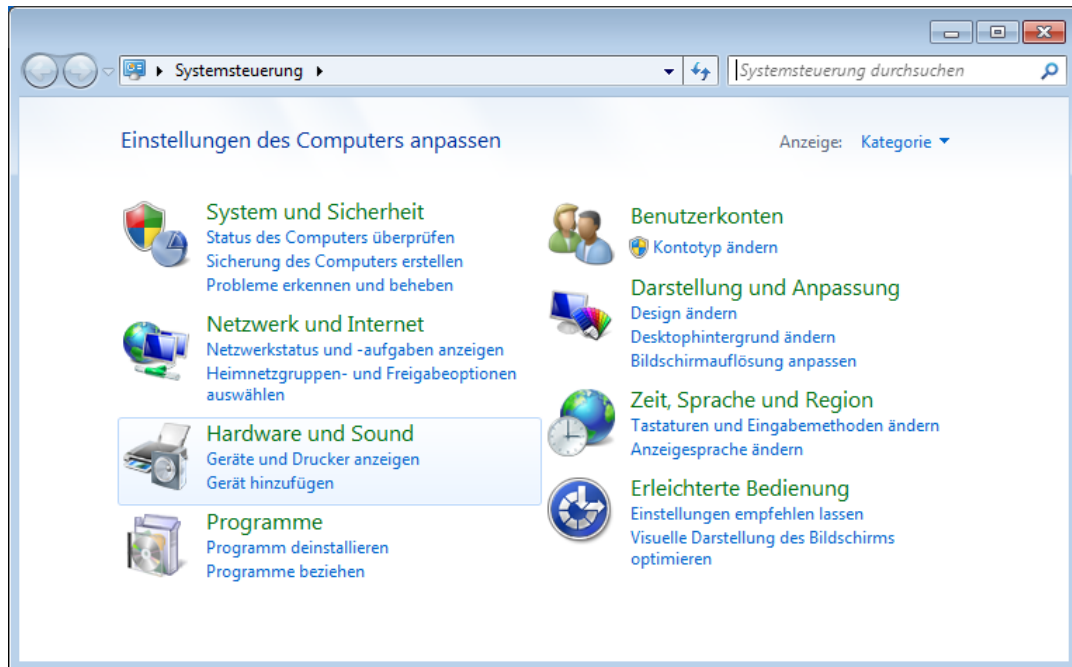 Systemsteuerung
Systemsteuerung durchsuchen
Einstellungen des Computers anpassen
Anzeige: Kategorie
System und Sicherheit
Status des Computers überprüfen
Sicherung des Computers erstellen
Probleme erkennen und beheben
Netzwerk und Internet
Netzwerkstatus und -aufgaben anzeigen
Heimnetzgruppen- und Freigabeoptionen
auswählen
Hardware und Sound
Geräte und Drucker anzeigen
Gerät hinzufügen
Programme
Programm deinstallieren
Programme beziehen
Benutzerkonten
Kontotyp ändern
Darstellung und Anpassung
Design ändern
Desktophintergrund ändern
Bildschirmauflösung anpassen
Zeit, Sprache und Region
Tastaturen und Eingabemethoden ändern
Anzeigesprache ändern
Erleichterte Bedienung
Einstellungen empfehlen lassen
Visuelle Darstellung des Bildschirms
optimieren